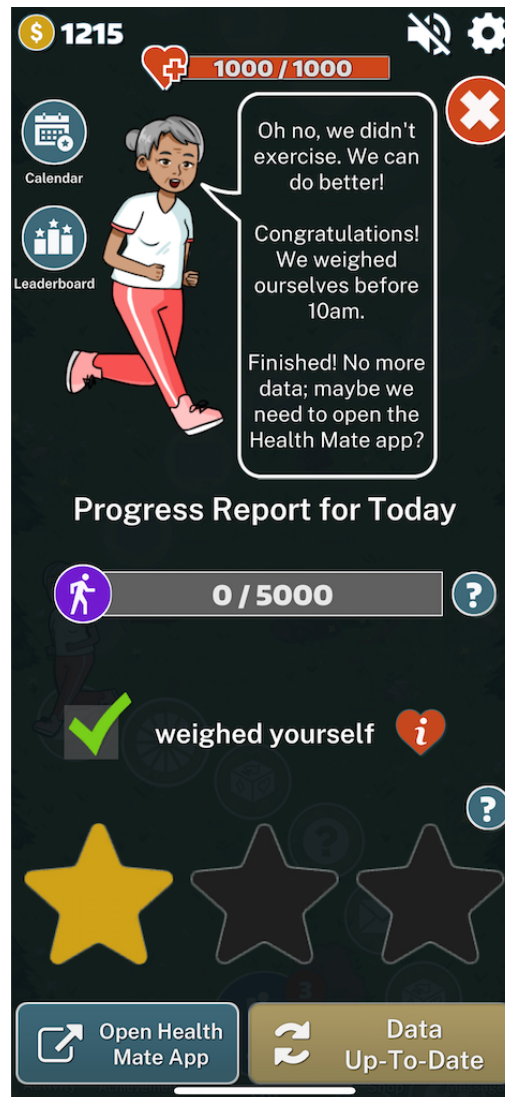 $ 1215
1000 / 1000
Calendar
Leaderboard
Oh no, we didn't
exercise. We can
do better!
Congratulations!
We weighed
ourselves before
10am.
Finished! No more
data; maybe we
need to open the
Health Mate app?
Progress Report for Today
0 / 5000
?
weighed yourself
i
?
?
3
Open Health
Mate App
Data
Up-To-Date